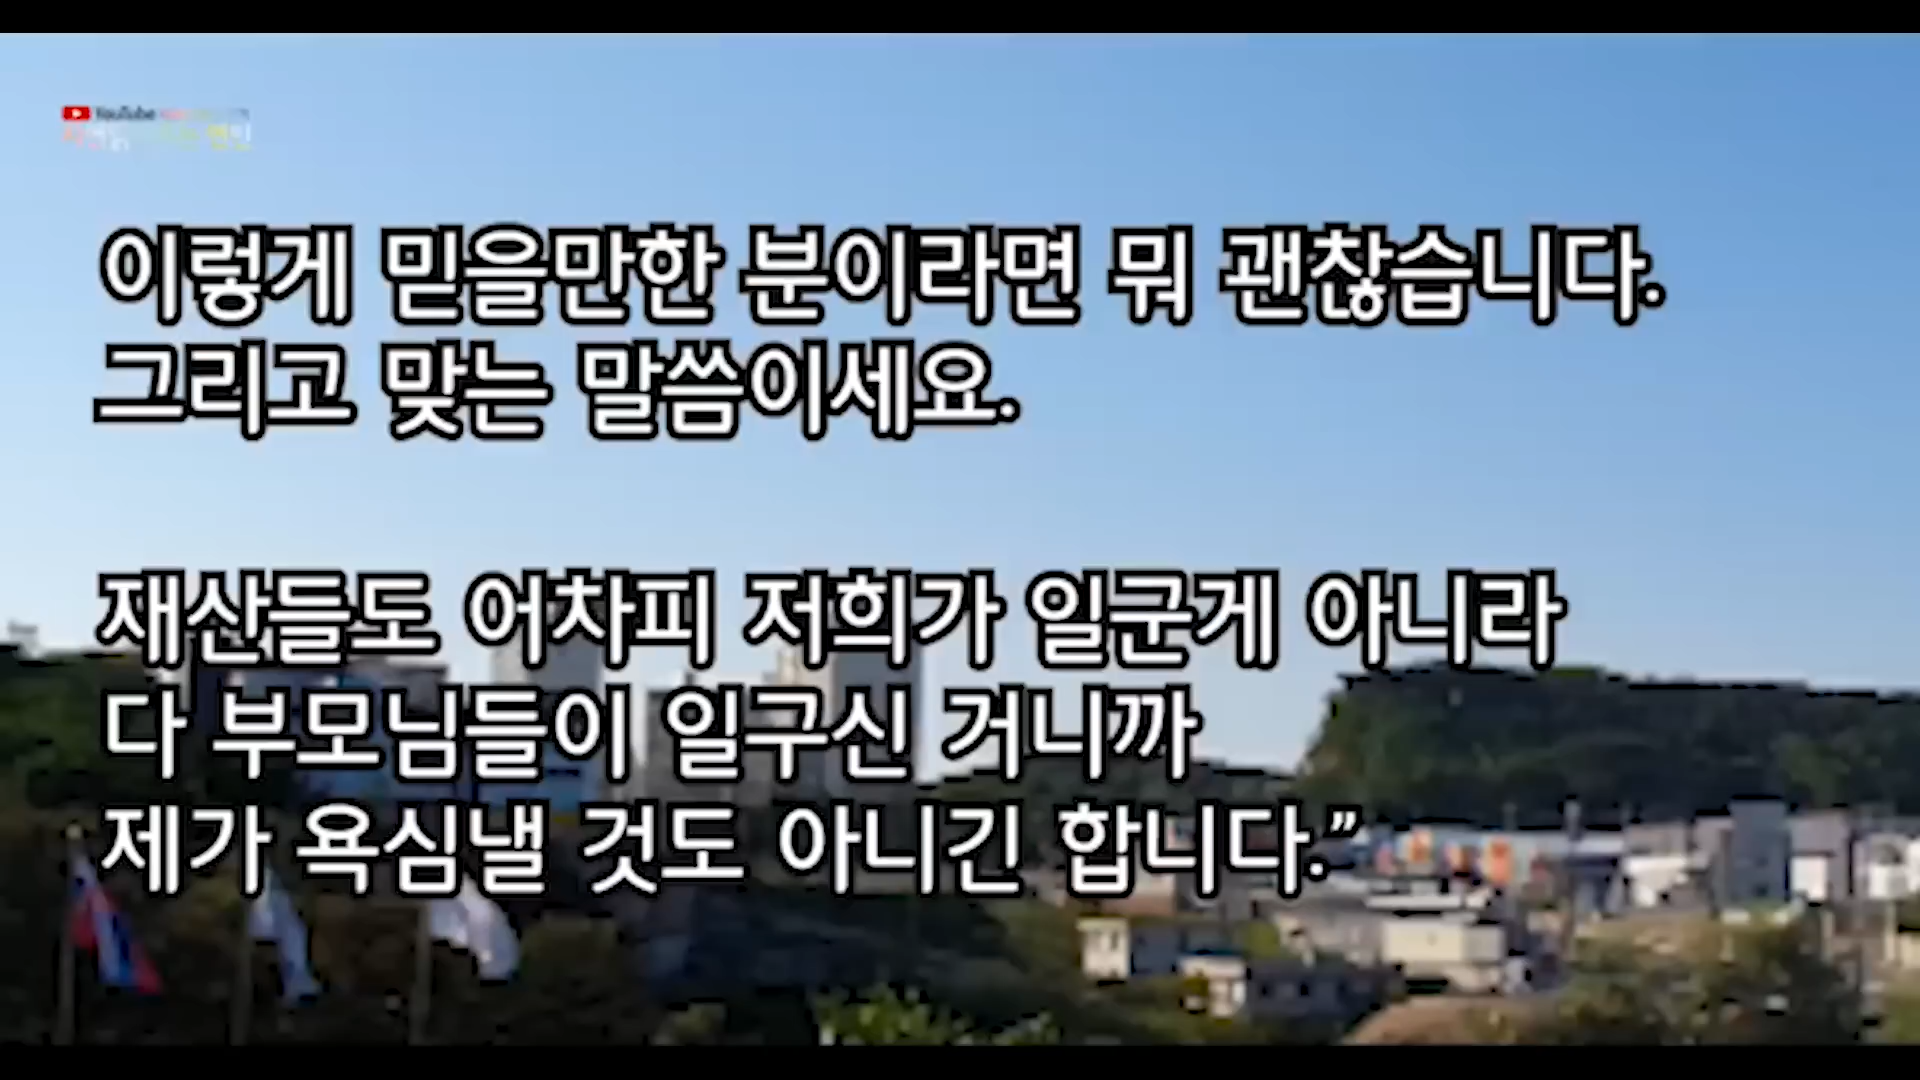 YouTube
이렇게 믿을만한 분이라면 뭐 괜찮습니다.
그리고 맞는 말씀이세요.
재산들도 어차피 저희가 일군게 아니라
다 부모님들이 일구신 거니까
제가 욕심낼 것도 아니긴 합니다.”